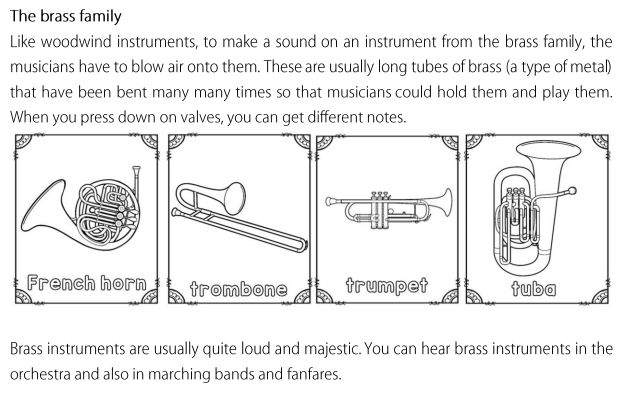 The brass family
Like woodwind instruments, to make a sound on an instrument from the brass family, the
musicians have to blow air onto them. These are usually long tubes of brass (a type of metal)
that have been bent many many times so that musicians could hold them and play them.
When you press down on valves, you can get different notes.
French horn
trombone
trumpet
tuba
Brass instruments are usually quite loud and majestic. You can hear brass instruments in the
orchestra and also in marching bands and fanfares.